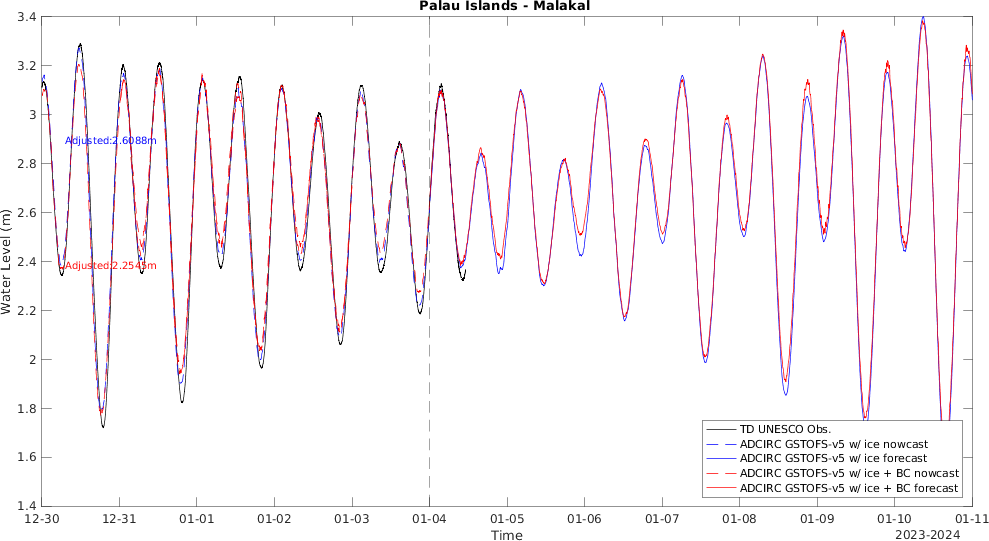 Palau Islands - Malakal
3.4
3.2
3
2.8
2.6
2.4
2.2
2
1.8
1.6
1.4
Water Level (m)
Adjusted:2.6088m
Adjusted:2.2545m
TD UNESCO Obs.
ADCIRC GSTOFS-v5 w/ ice nowcast
ADCIRC GSTOFS-v5 w/ ice forecast
ADCIRC GSTOFS-v5 w/ ice + BC nowcast
ADCIRC GSTOFS-v5 w/ ice + BC forecast
12-30 12-31 01-01 01-02 01-03 01-04 01-05 01-06 01-07 01-08 01-09 01-10 01-11
Time
2023-2024